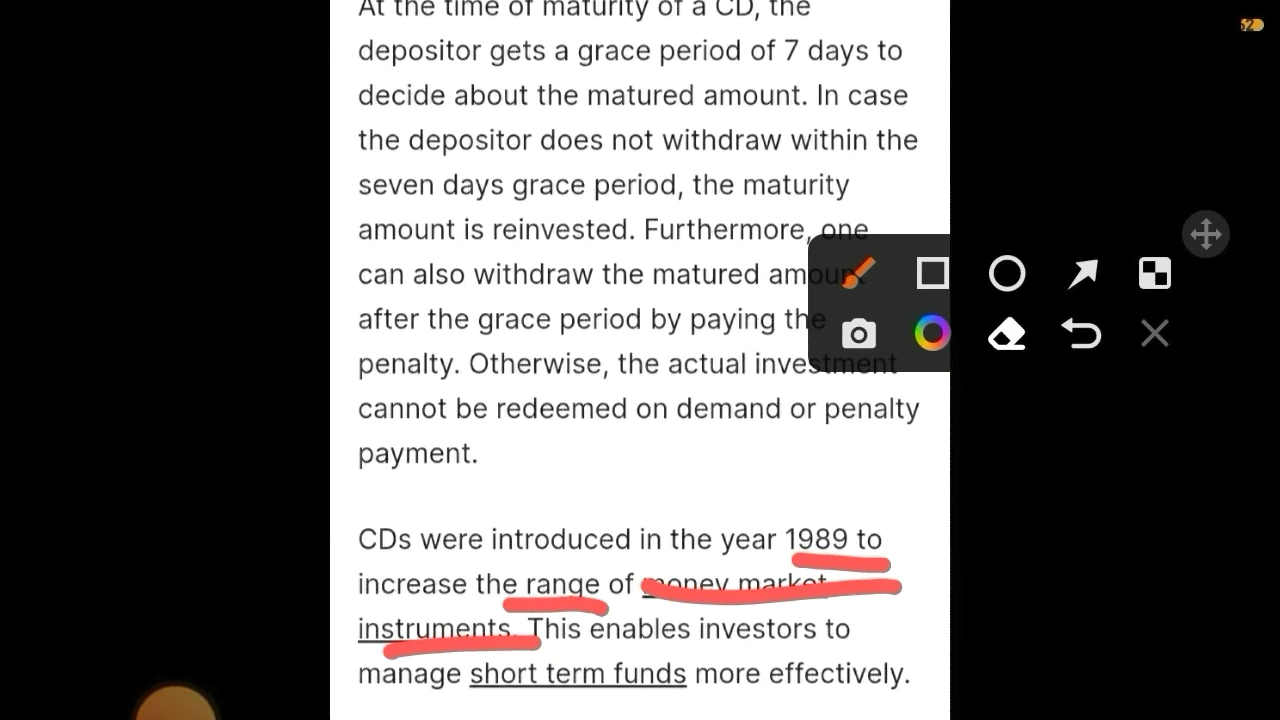 At the time of maturity of a CD, the
depositor gets a grace period of 7 days to
decide about the matured amount. In case
the depositor does not withdraw within the
seven days grace period, the maturity
amount is reinvested. Furthermore, one
can also withdraw the matured amount
after the grace period by paying the
penalty. Otherwise, the actual investment
cannot be redeemed on demand or penalty
payment.
CDs were introduced in the year 1989 to
increase the range of money market
instruments. This enables investors to
manage short term funds more effectively.